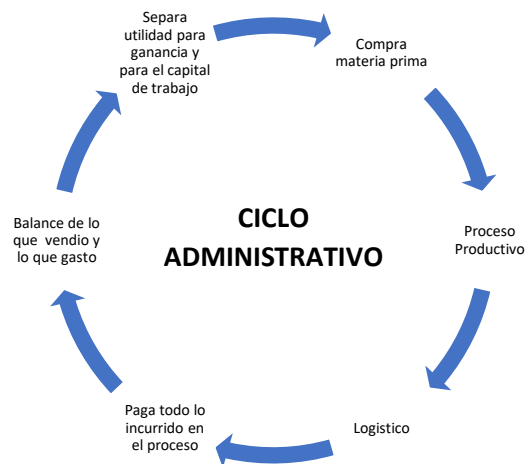 Separa
utilidad para
ganancia y
para el capital
de trabajo
Compra
materia prima
Proceso
Productivo
Logistico
Paga todo lo
incurrido en
el proceso
Balance de lo
que vendio y
lo que gasto
CICLO
ADMINISTRATIVO